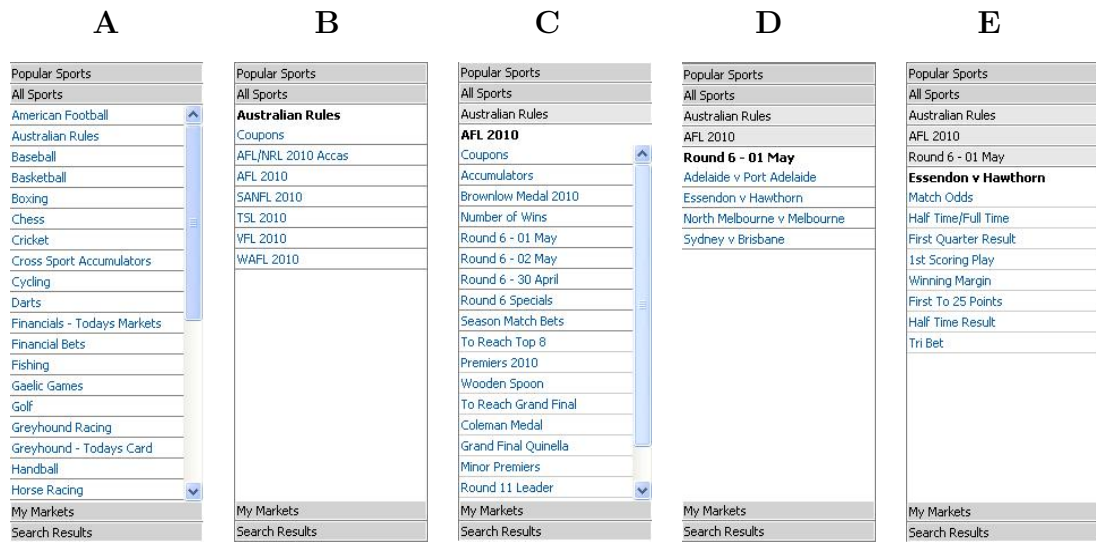 A
Popular Sports
All Sports
American Football
Australian Rules
Baseball
Basketball
Boxing
Chess
Cricket
Cross Sport Accumulators
Cycling
Darts
Financials - Todays Markets
Financial Bets
Fishing
Gaelic Games
Golf
Greyhound Racing
Greyhound - Todays Card
Handball
Horse Racing
My Markets
Search Results
B
Popular Sports
All Sports
Australian Rules
Coupons
AFL/NRL 2010 Accas
AFL 2010
SANFL 2010
TSL 2010
VFL 2010
WAFL 2010
My Markets
Search Results
C
Popular Sports
All Sports
Australian Rules
AFL 2010
Coupons
Accumulators
Brownlow Medal 2010
Number of Wins
Round 6 - 01 May
Round 6 - 02 May
Round 6 - 30 April
Round 6 Specials
Season Match Bets
To Reach Top 8
Premiers 2010
Wooden Spoon
To Reach Grand Final
Coleman Medal
Grand Final Quinella
Minor Premiers
Round 11 Leader
My Markets
Search Results
D
Popular Sports
All Sports
Australian Rules
AFL 2010
Round 6 - 01 May
Adelaide v Port Adelaide
Essendon v Hawthorn
North Melbourne v Melbourne
Sydney v Brisbane
My Markets
Search Results
E
Popular Sports
All Sports
Australian Rules
AFL 2010
Round 6 - 01 May
Essendon v Hawthorn
Match Odds
Half Time/Full Time
First Quarter Result
1st Scoring Play
Winning Margin
First To 25 Points
Half Time Result
Tri Bet
My Markets
Search Results